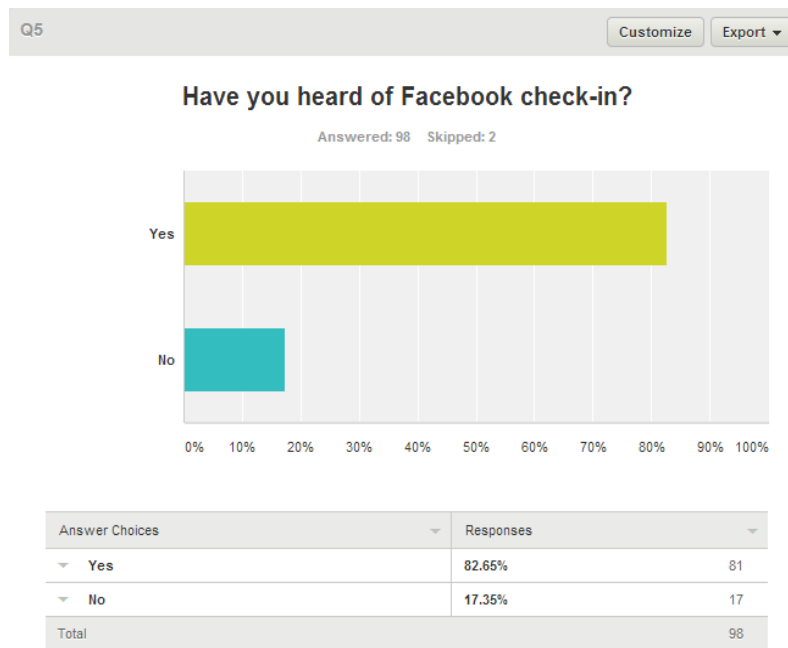 Q5 Customize Export
Have you heard of Facebook check-in?
Answered: 98 Skipped: 2
Yes
No
0% 10% 20% 30% 40% 50% 60% 70% 80% 90% 100%
Answer Choices Responses
Yes 82.65% 81
No 17.35% 17
Total 98